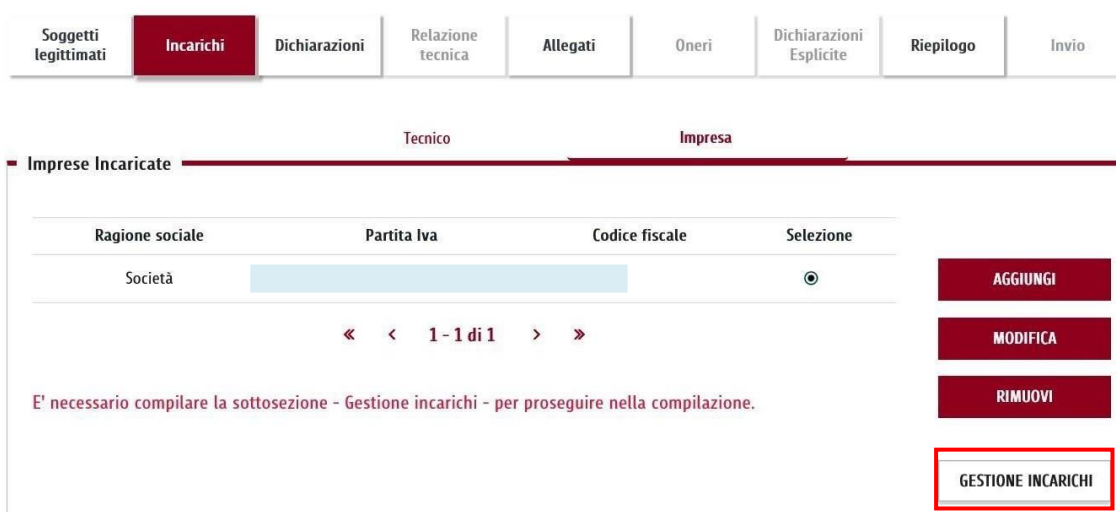 Soggetti legittimati
Incarichi
Dichiarazioni
Relazione tecnica
Allegati
Oneri
Dichiarazioni Esplicite
Riepilogo
Invio
Tecnico
Impresa
Imprese Incaricate
Ragione sociale
Partita Iva
Codice fiscale
Selezione
Società
AGGIUNGI
« < 1 - 1 di 1 > »
MODIFICA
E' necessario compilare la sottosezione - Gestione incarichi - per proseguire nella compilazione.
RIMUOVI
GESTIONE INCARICHI